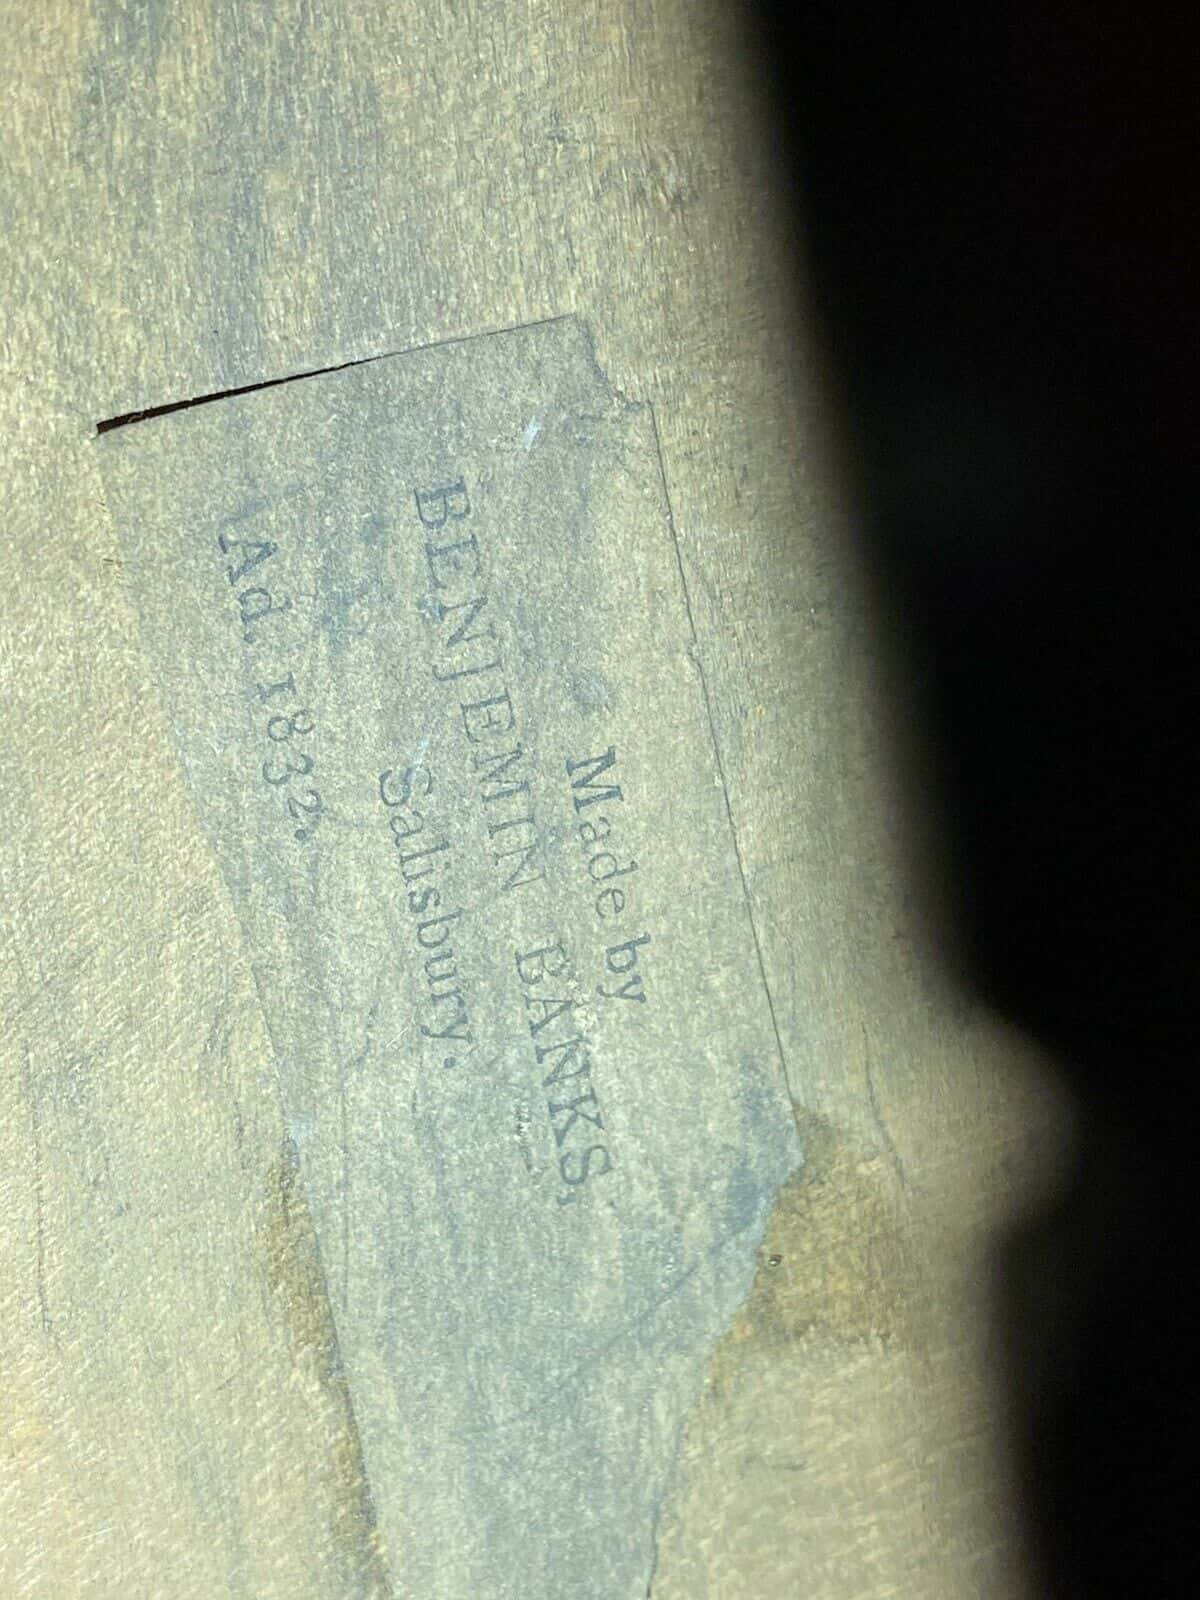 Made by
BENJEMIN BANKS,
Salisbury.
Ad. 1832.